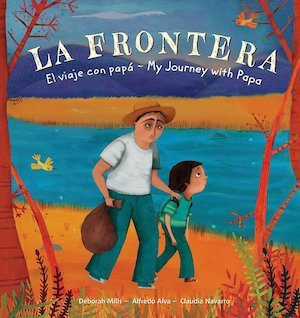 LA FRONTERA
El viaje con papá ~ My Journey with Papa
Deborah Mills ~ Alfredo Alva ~ Claudia Navarro